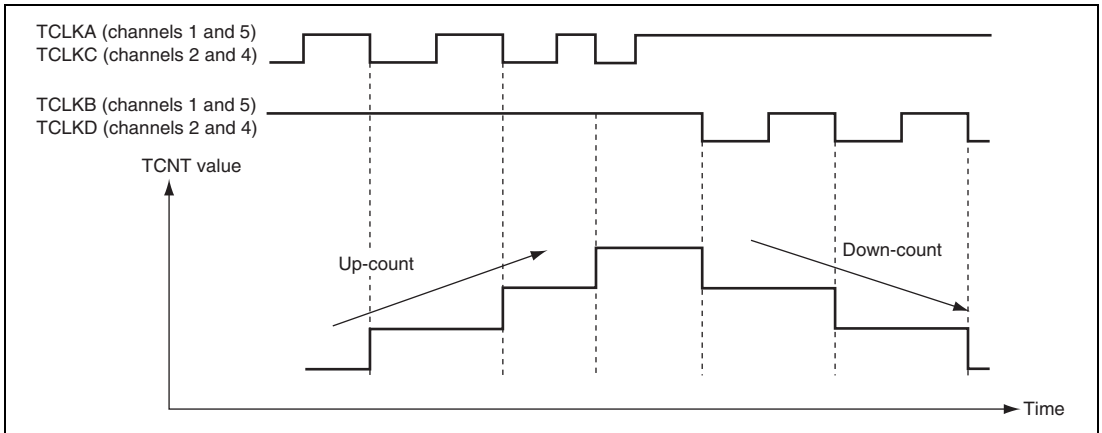 TCLKA (channels 1 and 5)
TCLKC (channels 2 and 4)
TCLKB (channels 1 and 5)
TCLKD (channels 2 and 4)
TCNT value
Up-count
Down-count
Time